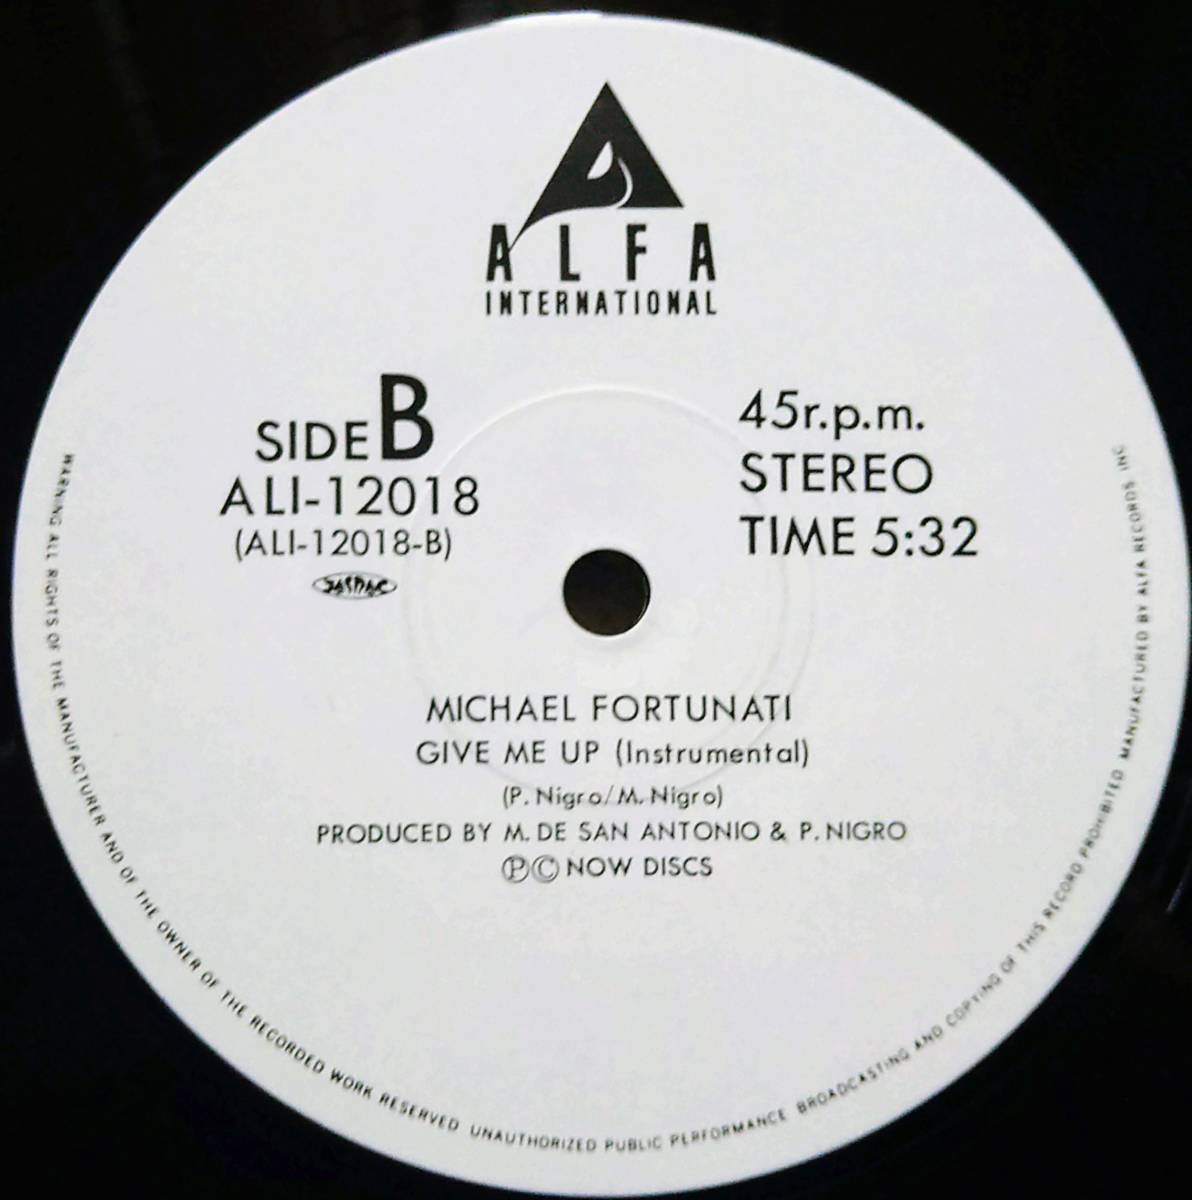 ALFA
INTERNATIONAL
SIDE B
ALI-12018
(ALI-12018-B)
JASRAC
45r.p.m.
STEREO
TIME 5:32
MICHAEL FORTUNATI
GIVE ME UP (Instrumental)
(P. Nigro/M. Nigro)
PRODUCED BY M. DE SAN ANTONIO & P. NIGRO
ⓅⒸ NOW DISCS
WARNING ALL RIGHTS OF THE MANUFACTURER AND OF THE OWNER OF THE RECORDED WORK RESERVED UNAUTHORIZED PUBLIC PERFORMANCE BROADCASTING AND COPYING OF THIS RECORD PROHIBITED MANUFACTURED BY ALFA RECORDS, INC